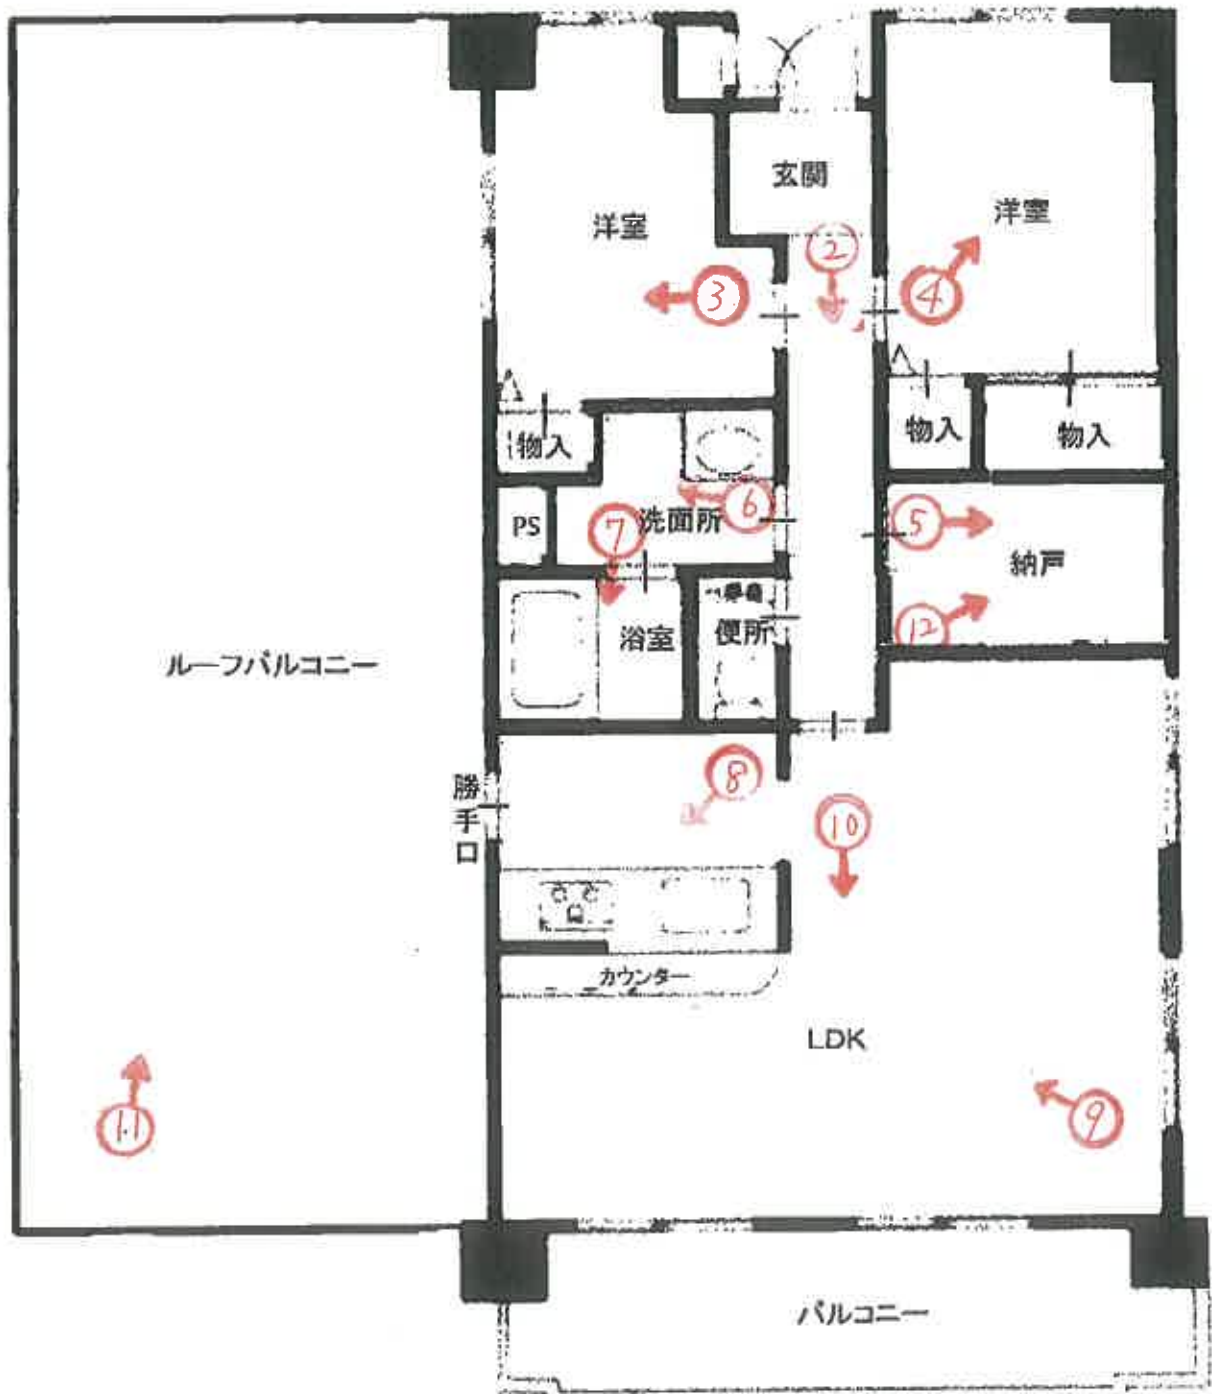 玄関
洋室
洋室
②
③
④
物入
物入
物入
PS
洗面所
⑥
⑦
⑤
納戸
⑫
浴室
便所
ルーフバルコニー
勝手口
⑧
⑩
カウンター
LDK
⑨
⑪
バルコニー